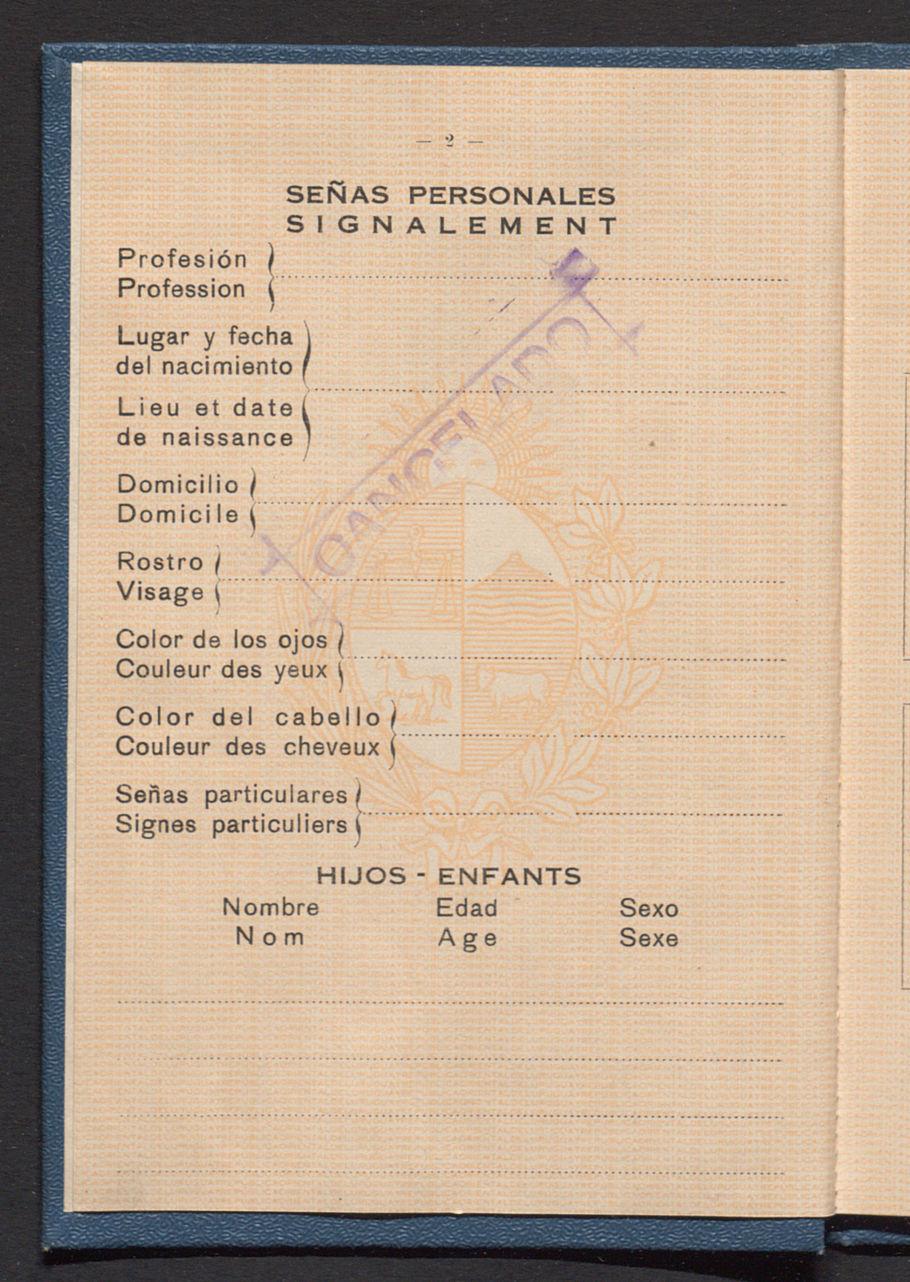 — 2 —
SEÑAS PERSONALES
SIGNALEMENT
Profesión
Profession
Lugar y fecha
del nacimiento
Lieu et date
de naissance
Domicilio
Domicile
Rostro
Visage
Color de los ojos
Couleur des yeux
Color del cabello
Couleur des cheveux
Señas particulares
Signes particuliers
CANCELADO
HIJOS - ENFANTS
Nombre Edad Sexo
Nom Age Sexe